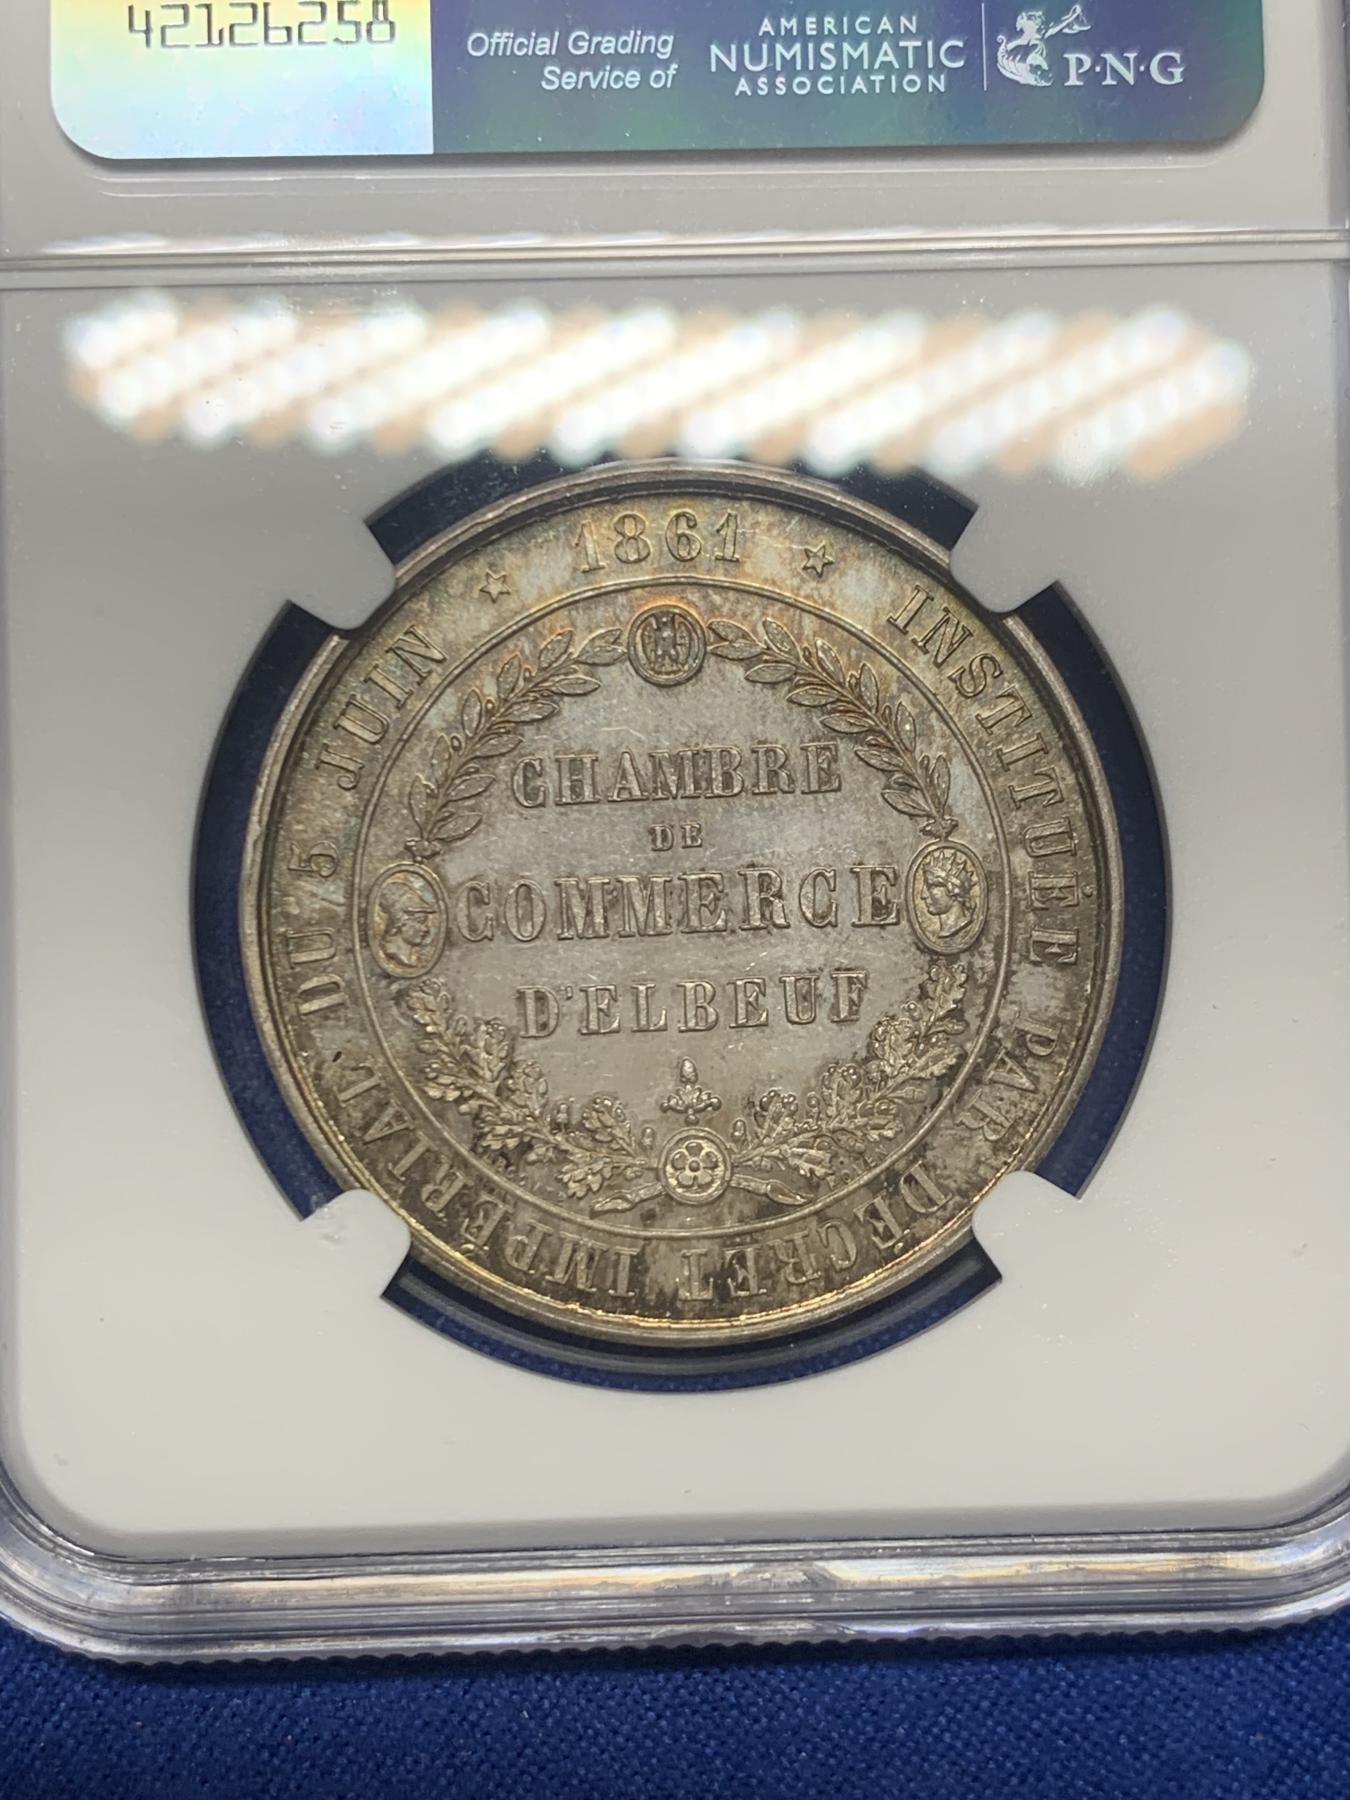 42126258
Official Grading
Service of
AMERICAN
NUMISMATIC
ASSOCIATION
P·N·G
INSTITUÉE PAR DÉCRET IMPÉRIAL DU 5 JUIN ★ 1861 ★
CHAMBRE
DE
COMMERCE
D'ELBEUF